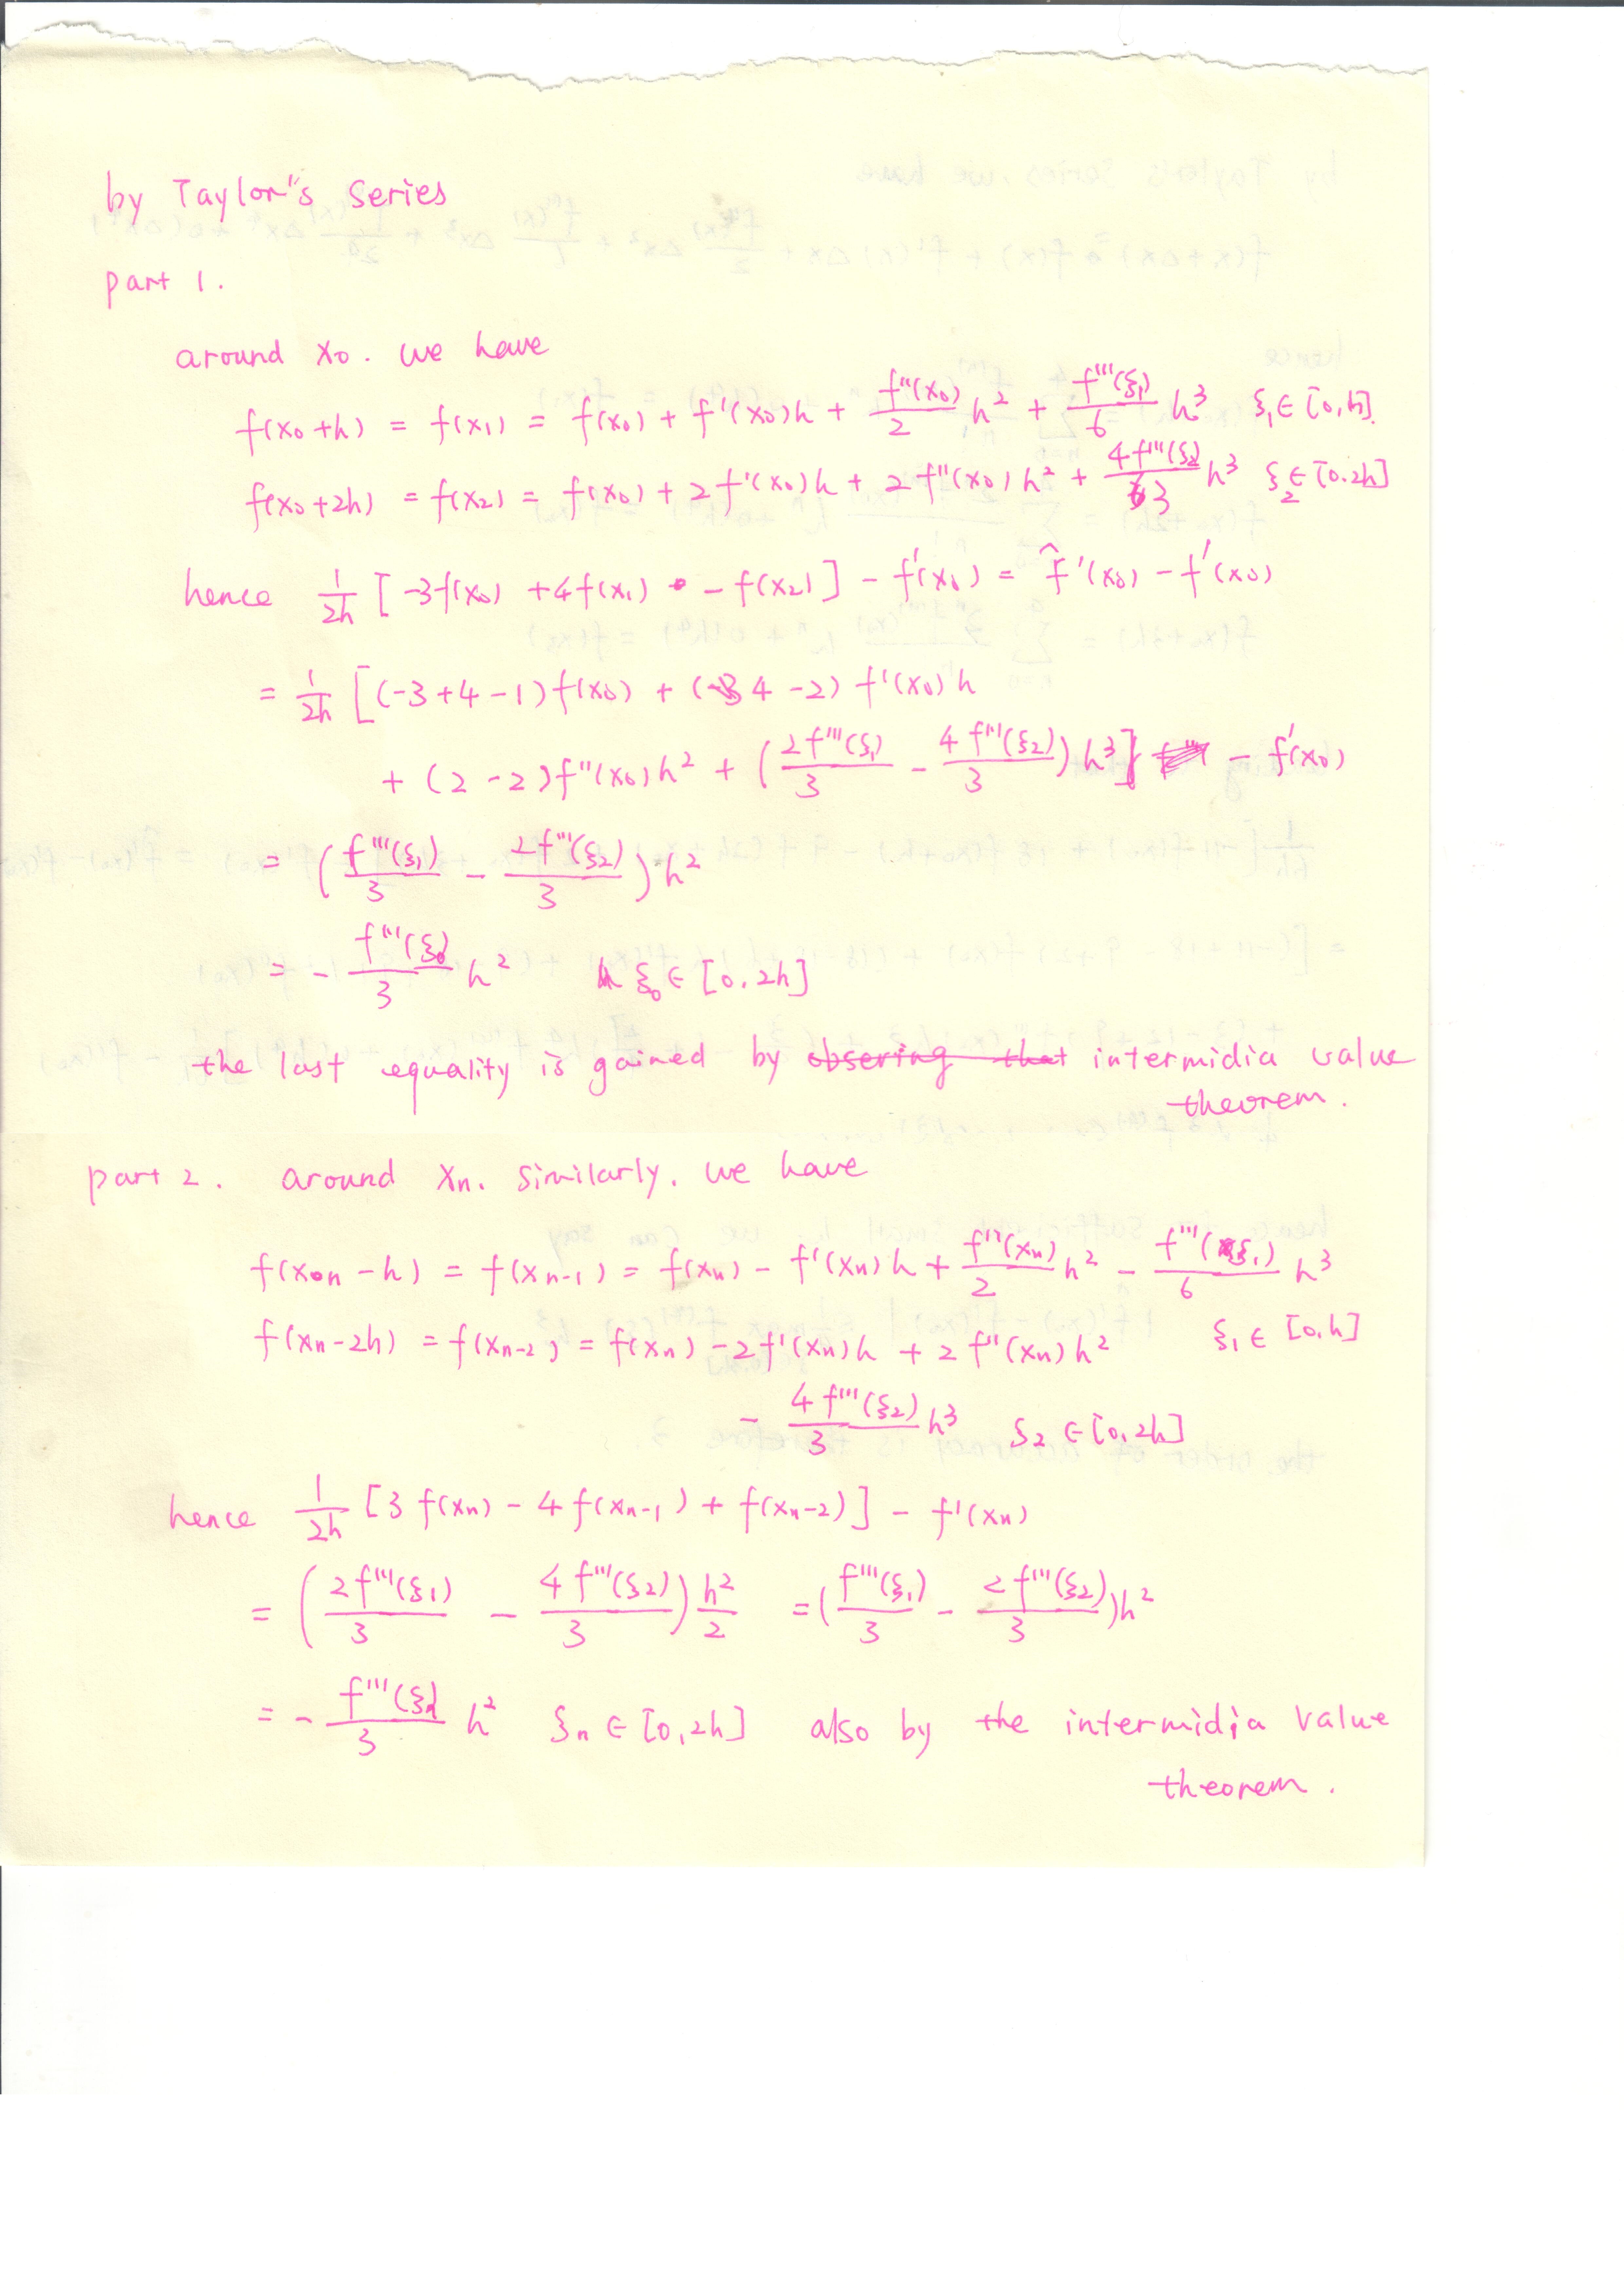 by Taylor"s Series
part 1.
around x₀. we have
f(x₀+h) = f(x₁) = f(x₀) + f'(x₀)h + f''(x₀)/2 h² + f'''(ξ₁)/6 h³ ξ₁∈[0,h].
f(x₀+2h) = f(x₂) = f(x₀) + 2f'(x₀)h + 2f''(x₀)h² + 4f'''(ξ₂)/3 h³ ξ₂∈[0.2h]
hence 1/2h [-3f(x₀) +4f(x₁) - f(x₂)] - f'(x₀) = f̂'(x₀) - f'(x₀)
= 1/2h [(-3+4-1)f(x₀) + (4-2) f'(x₀)h
+ (2-2)f''(x₀)h² + (2f'''(ξ₁)/3 - 4f'''(ξ₂)/3)h³] - f'(x₀)
= (f'''(ξ₁)/3 - 2f'''(ξ₂)/3)h²
= - f'''(ξ₀)/3 h² ξ₀∈[0,2h]
the last equality is gained by obsering that intermidia value
theorem.
part 2. around xₙ. Similarly. we have
f(xₙ-h) = f(xₙ₋₁) = f(xₙ) - f'(xₙ)h + f''(xₙ)/2 h² - f'''(ξ₁)/6 h³
f(xₙ-2h) = f(xₙ₋₂) = f(xₙ) -2f'(xₙ)h + 2f''(xₙ)h² ξ₁∈[0,h]
- 4f'''(ξ₂)/3 h³ ξ₂∈[0,2h]
hence 1/2h [3f(xₙ) - 4f(xₙ₋₁) + f(xₙ₋₂)] - f'(xₙ)
= (2f'''(ξ₁)/3 - 4f'''(ξ₂)/3) h²/2 = (f'''(ξ₁)/3 - 2f'''(ξ₂)/3)h²
= - f'''(ξₙ)/3 h² ξₙ∈[0,2h] also by the intermidia value
theorem.